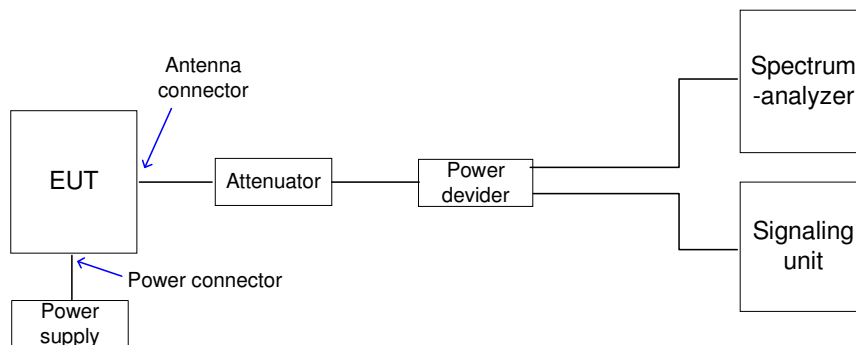 Antenna
connector
Spectrum
-analyzer
EUT
Attenuator
Power
devider
Signaling
unit
Power connector
Power
supply